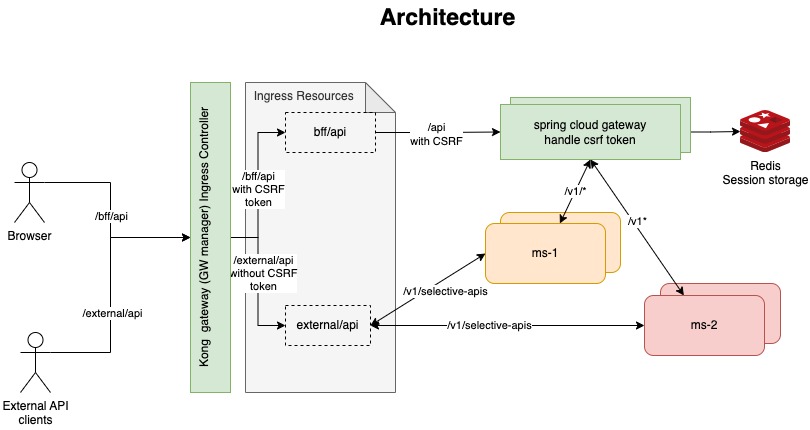 Architecture
Ingress Resources
Kong gateway (GW manager) Ingress Controller
bff/api
/api
with CSRF
spring cloud gateway
handle csrf token
Redis
Session storage
/bff/api
with CSRF
token
/v1/*
/v1*
Browser
/bff/api
/external/api
without CSRF
token
ms-1
/v1/selective-apis
/external/api
external/api
/v1/selective-apis
ms-2
External API
clients